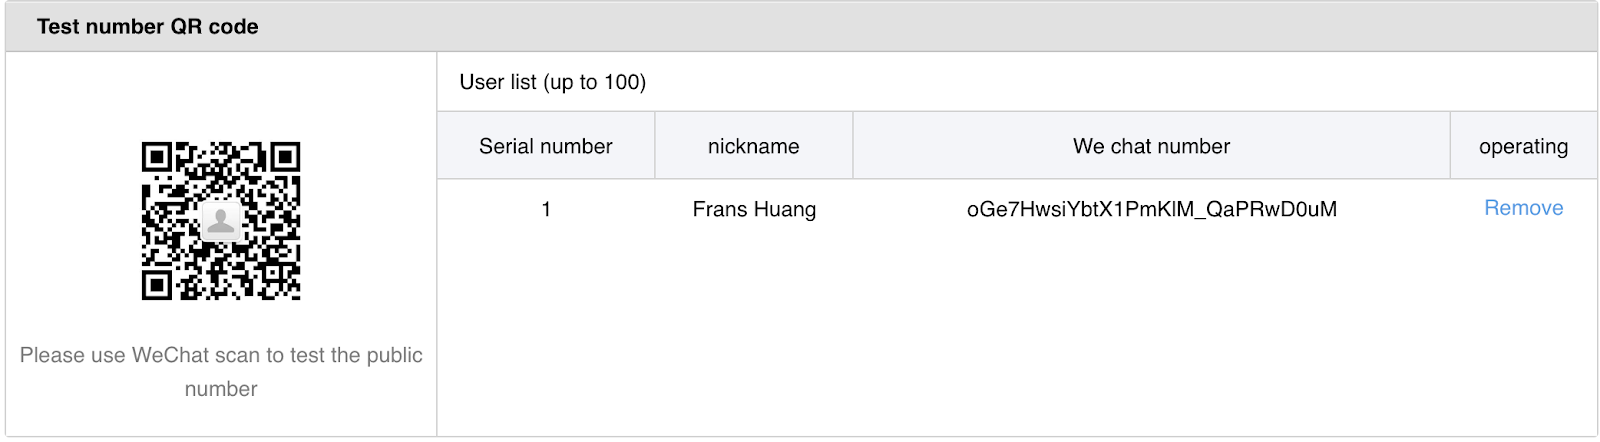 Test number QR code
User list (up to 100)
Serial number nickname We chat number operating
1 Frans Huang oGe7HwsiYbtX1PmKlM_QaPRwD0uM Remove
Please use WeChat scan to test the public
number